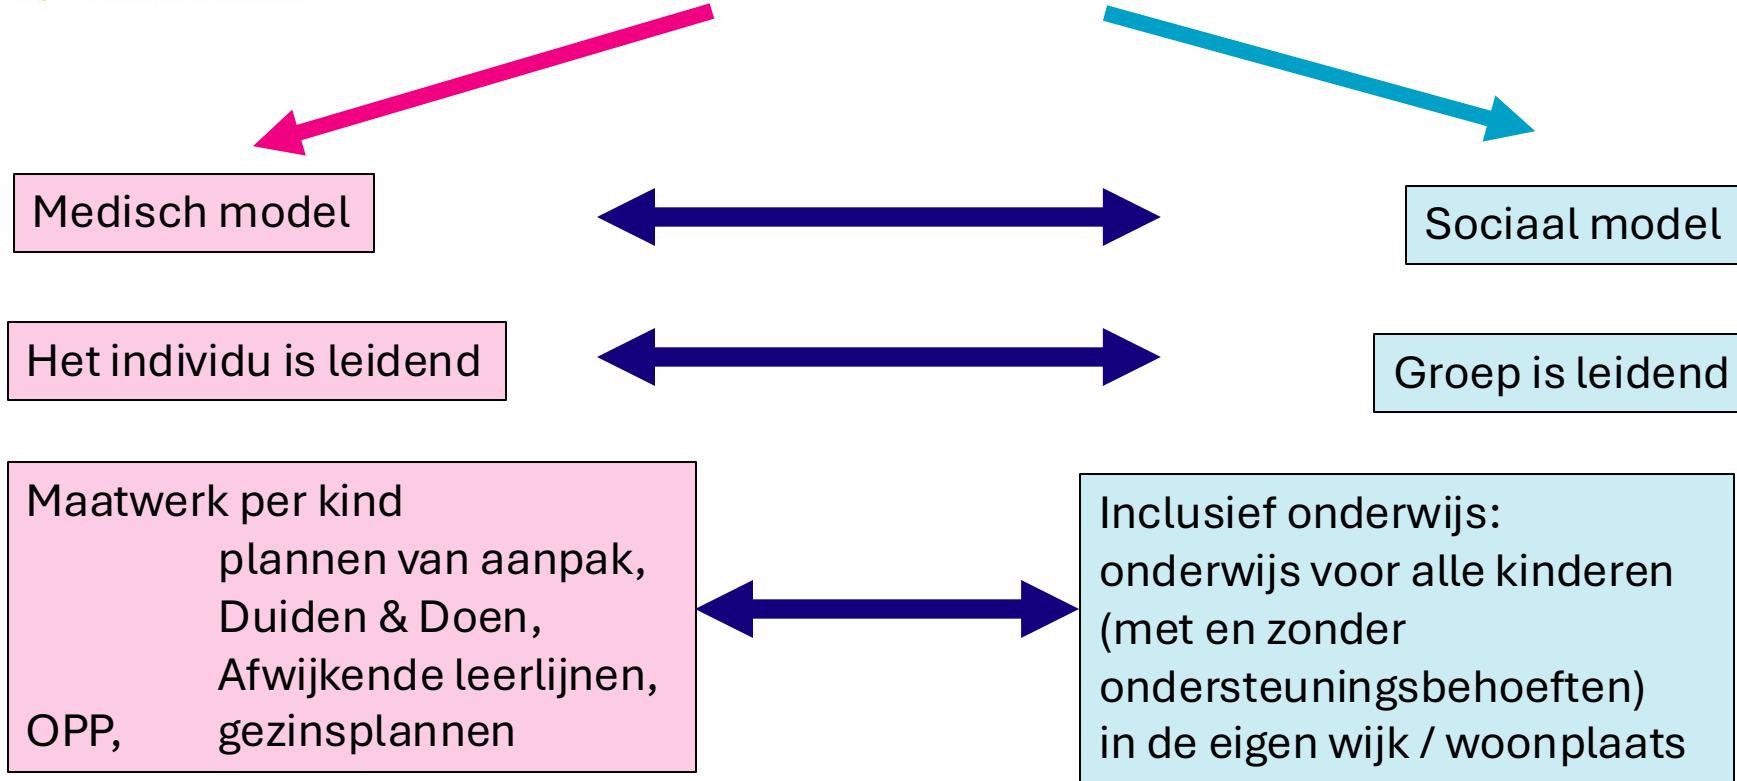 Medisch model
Sociaal model
Het individu is leidend
Groep is leidend
Maatwerk per kind
plannen van aanpak,
Duiden & Doen,
Afwijkende leerlijnen,
OPP, gezinsplannen
Inclusief onderwijs:
onderwijs voor alle kinderen
(met en zonder
ondersteuningsbehoeften)
in de eigen wijk / woonplaats